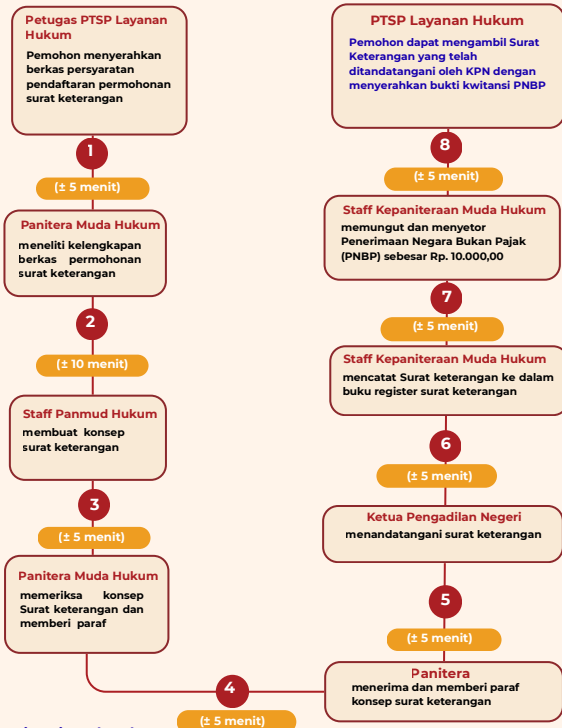 Petugas PTSP Layanan
Hukum
Pemohon menyerahkan
berkas persyaratan
pendaftaran permohonan
surat keterangan
1
(± 5 menit)
Panitera Muda Hukum
meneliti kelengkapan
berkas permohonan
surat keterangan
2
(± 10 menit)
Staff Panmud Hukum
membuat konsep
surat keterangan
3
(± 5 menit)
Panitera Muda Hukum
memeriksa konsep
Surat keterangan dan
memberi paraf
4
(± 5 menit)
Panitera
menerima dan memberi paraf
konsep surat keterangan
5
(± 5 menit)
Ketua Pengadilan Negeri
menandatangani surat keterangan
6
(± 5 menit)
Staff Kepaniteraan Muda Hukum
mencatat Surat keterangan ke dalam
buku register surat keterangan
7
(± 5 menit)
Staff Kepaniteraan Muda Hukum
memungut dan menyetor
Penerimaan Negara Bukan Pajak
(PNBP) sebesar Rp. 10.000,00
8
(± 5 menit)
PTSP Layanan Hukum
Pemohon dapat mengambil Surat
Keterangan yang telah
ditandatangani oleh KPN dengan
menyerahkan bukti kwitansi PNBP